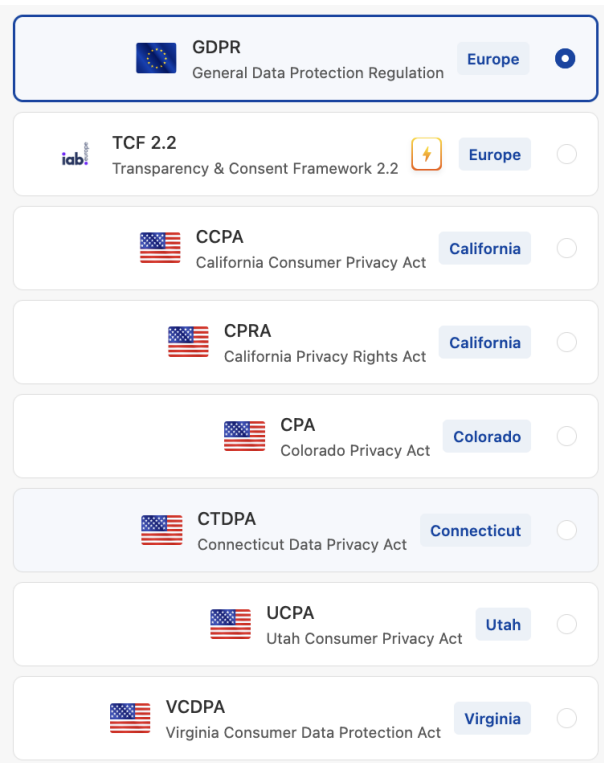 GDPR
General Data Protection Regulation
Europe
iab.
europe
TCF 2.2
Transparency & Consent Framework 2.2
Europe
CCPA
California Consumer Privacy Act
California
CPRA
California Privacy Rights Act
California
CPA
Colorado Privacy Act
Colorado
CTDPA
Connecticut Data Privacy Act
Connecticut
UCPA
Utah Consumer Privacy Act
Utah
VCDPA
Virginia Consumer Data Protection Act
Virginia